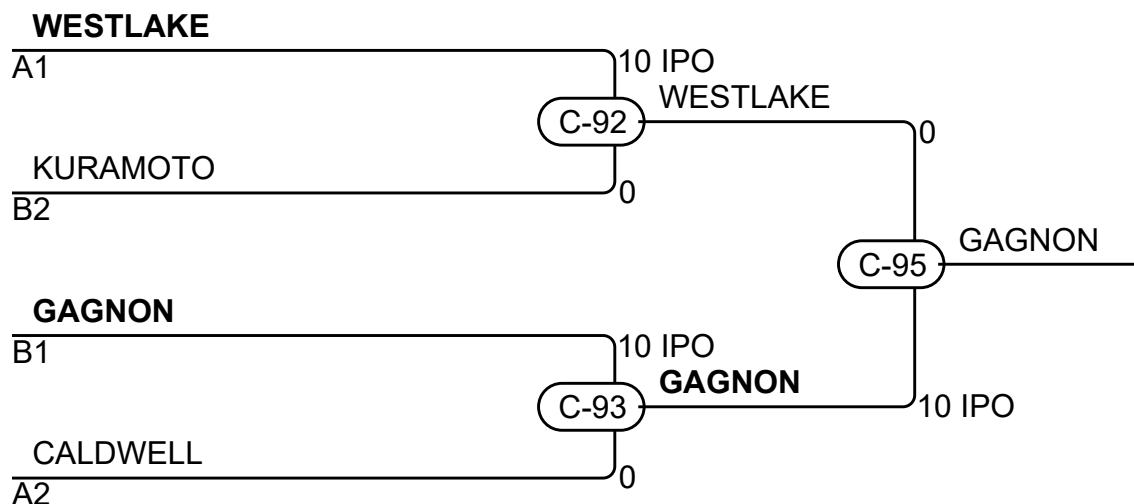 WESTLAKE
A1
10 IPO
WESTLAKE
C-92
0
KURAMOTO
0
B2
GAGNON
C-95
GAGNON
B1
10 IPO
GAGNON
C-93
10 IPO
CALDWELL
0
A2